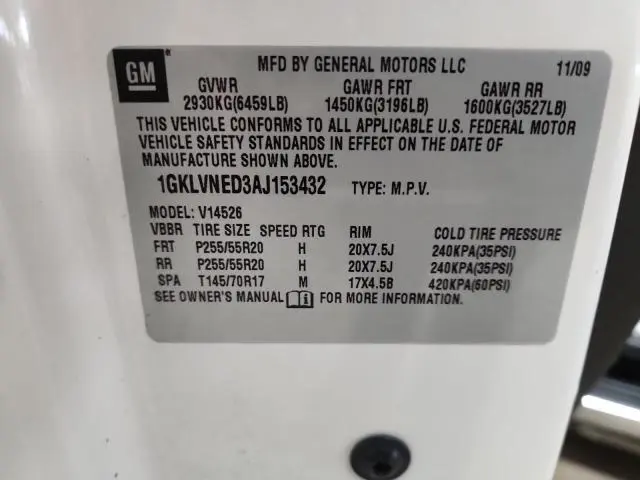 GM
MFD BY GENERAL MOTORS LLC 11/09
GVWR GAWR FRT GAWR RR
2930KG(6459LB) 1450KG(3196LB) 1600KG(3527LB)
THIS VEHICLE CONFORMS TO ALL APPLICABLE U.S. FEDERAL MOTOR
VEHICLE SAFETY STANDARDS IN EFFECT ON THE DATE OF
MANUFACTURE SHOWN ABOVE.
1GKLVNED3AJ153432 TYPE: M.P.V.
MODEL: V14526
VBBR TIRE SIZE SPEED RTG RIM COLD TIRE PRESSURE
FRT P255/55R20 H 20X7.5J 240KPA(35PSI)
RR P255/55R20 H 20X7.5J 240KPA(35PSI)
SPA T145/70R17 M 17X4.5B 420KPA(60PSI)
SEE OWNER'S MANUAL i FOR MORE INFORMATION.